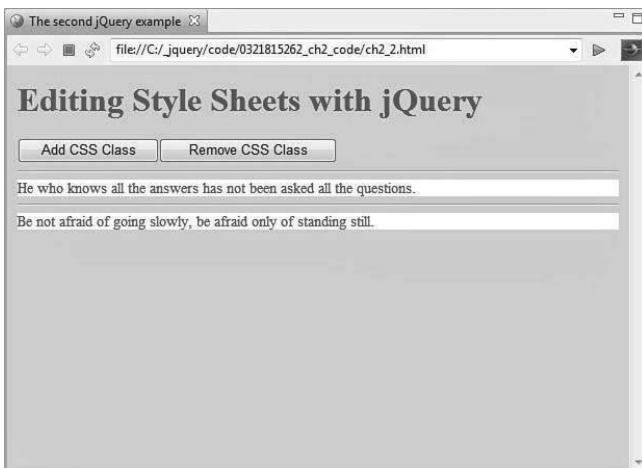 The second jQuery example
file://C:/_jquery/code/0321815262_ch2_code/ch2_2.html
Editing Style Sheets with jQuery
Add CSS Class Remove CSS Class
He who knows all the answers has not been asked all the questions.
Be not afraid of going slowly, be afraid only of standing still.